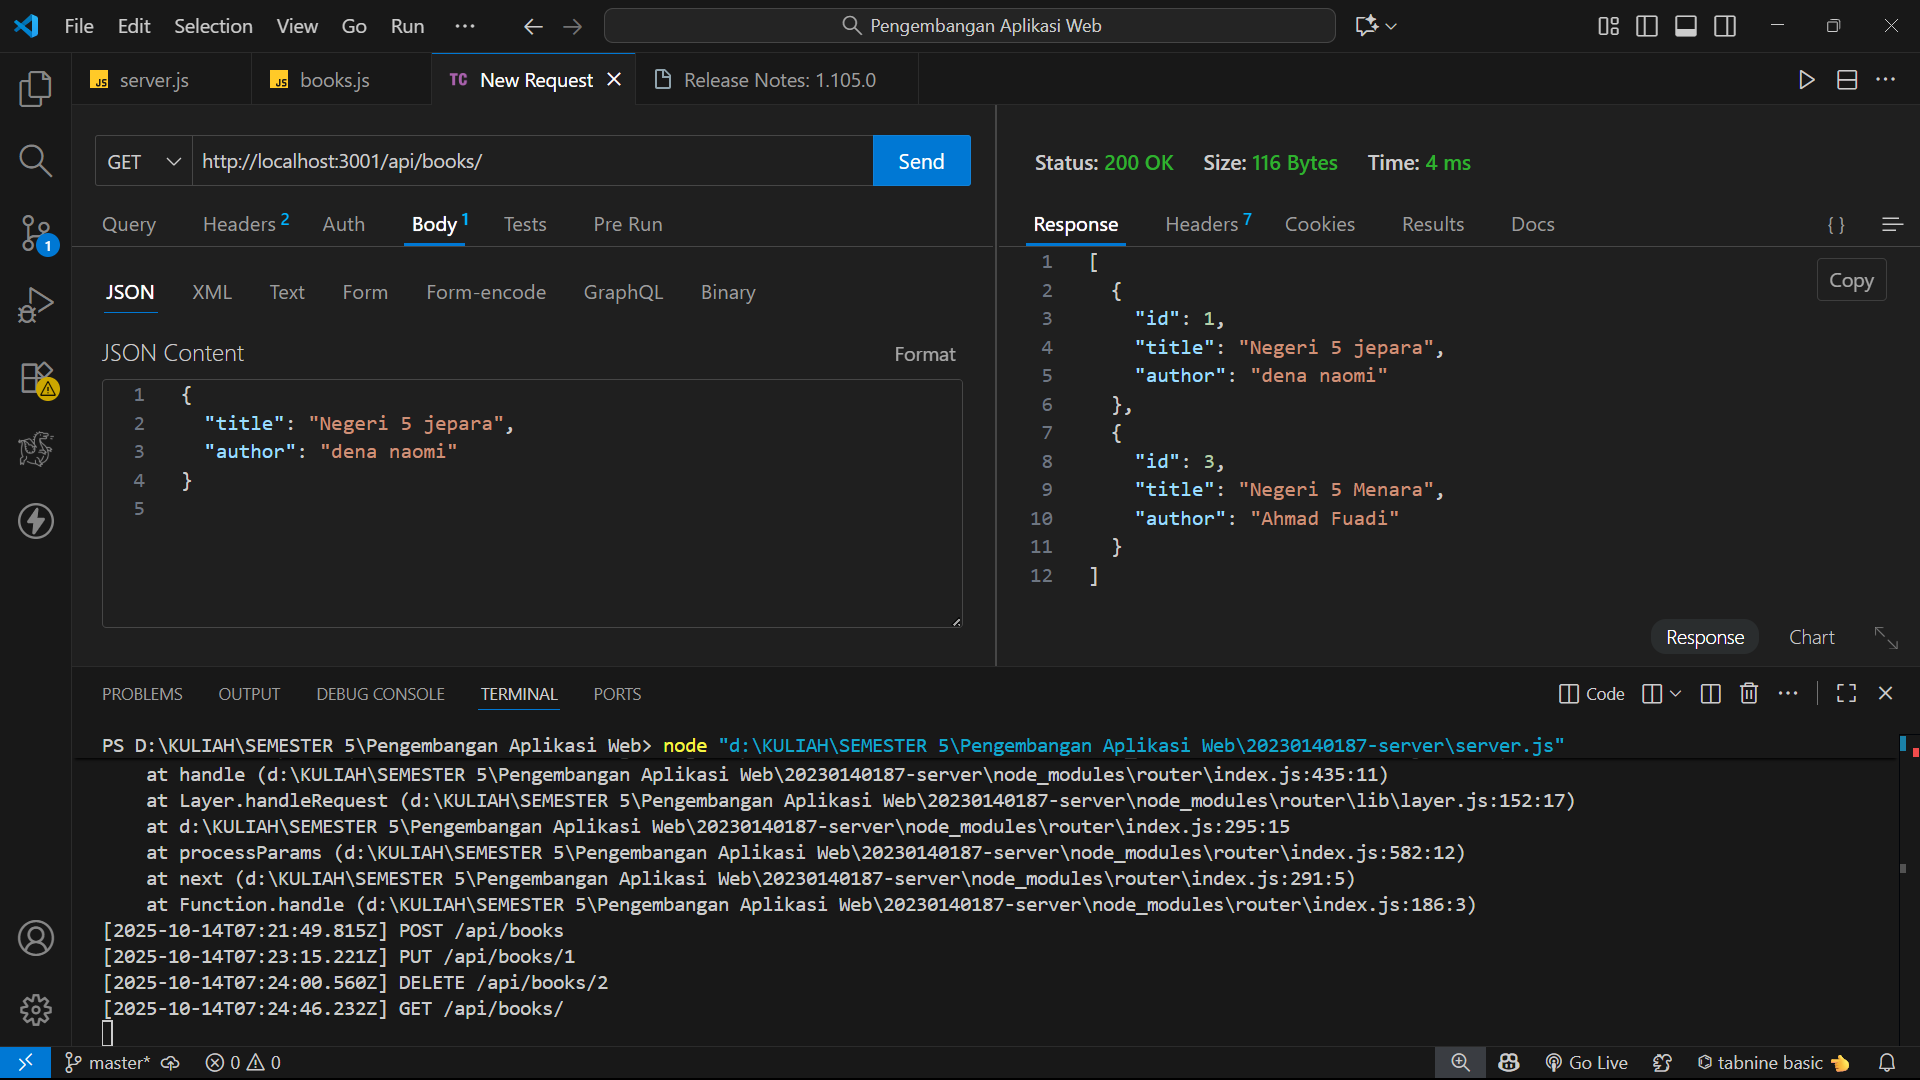 File Edit Selection View Go Run Pengembangan Aplikasi Web
JS server.js JS books.js TC New Request Release Notes: 1.105.0
GET http://localhost:3001/api/books/ Send
Query Headers 2 Auth Body 1 Tests Pre Run
JSON XML Text Form Form-encode GraphQL Binary
JSON Content Format
1 {
2 "title": "Negeri 5 jepara",
3 "author": "dena naomi"
4 }
5
Status: 200 OK Size: 116 Bytes Time: 4 ms
Response Headers 7 Cookies Results Docs { }
Copy
1 [
2 {
3 "id": 1,
4 "title": "Negeri 5 jepara",
5 "author": "dena naomi"
6 },
7 {
8 "id": 3,
9 "title": "Negeri 5 Menara",
10 "author": "Ahmad Fuadi"
11 }
12 ]
Response Chart
1
PROBLEMS OUTPUT DEBUG CONSOLE TERMINAL PORTS Code
PS D:\KULIAH\SEMESTER 5\Pengembangan Aplikasi Web> node "d:\KULIAH\SEMESTER 5\Pengembangan Aplikasi Web\20230140187-server\server.js"
at handle (d:\KULIAH\SEMESTER 5\Pengembangan Aplikasi Web\20230140187-server\node_modules\router\index.js:435:11)
at Layer.handleRequest (d:\KULIAH\SEMESTER 5\Pengembangan Aplikasi Web\20230140187-server\node_modules\router\lib\layer.js:152:17)
at d:\KULIAH\SEMESTER 5\Pengembangan Aplikasi Web\20230140187-server\node_modules\router\index.js:295:15
at processParams (d:\KULIAH\SEMESTER 5\Pengembangan Aplikasi Web\20230140187-server\node_modules\router\index.js:582:12)
at next (d:\KULIAH\SEMESTER 5\Pengembangan Aplikasi Web\20230140187-server\node_modules\router\index.js:291:5)
at Function.handle (d:\KULIAH\SEMESTER 5\Pengembangan Aplikasi Web\20230140187-server\node_modules\router\index.js:186:3)
[2025-10-14T07:21:49.815Z] POST /api/books
[2025-10-14T07:23:15.221Z] PUT /api/books/1
[2025-10-14T07:24:00.560Z] DELETE /api/books/2
[2025-10-14T07:24:46.232Z] GET /api/books/
master* 0 0 Go Live tabnine basic